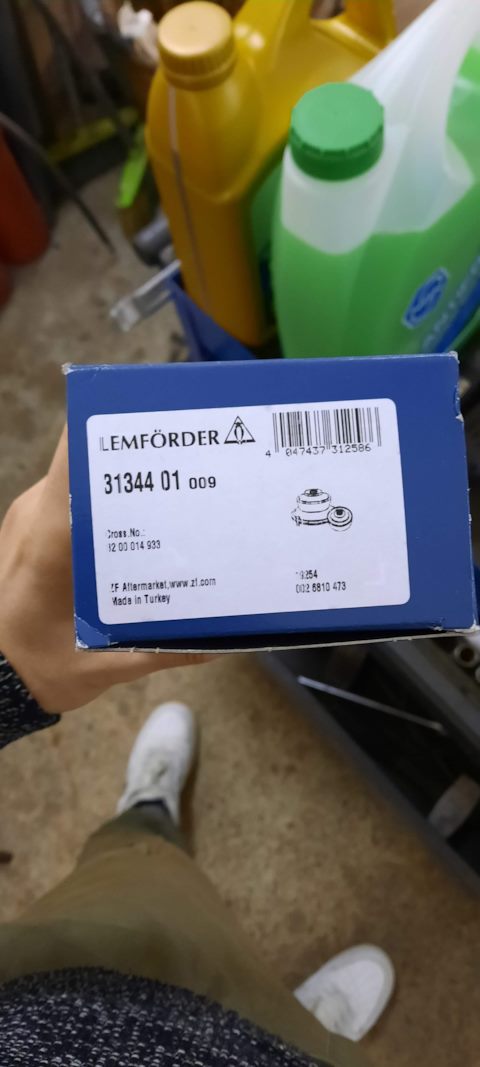 LEMFÖRDER
4 047437 312586
31344 01 009
Cross.No.:
82 00 014 933
ZF Aftermarket,www.zf.com
Made in Turkey
19254
002 6810 473